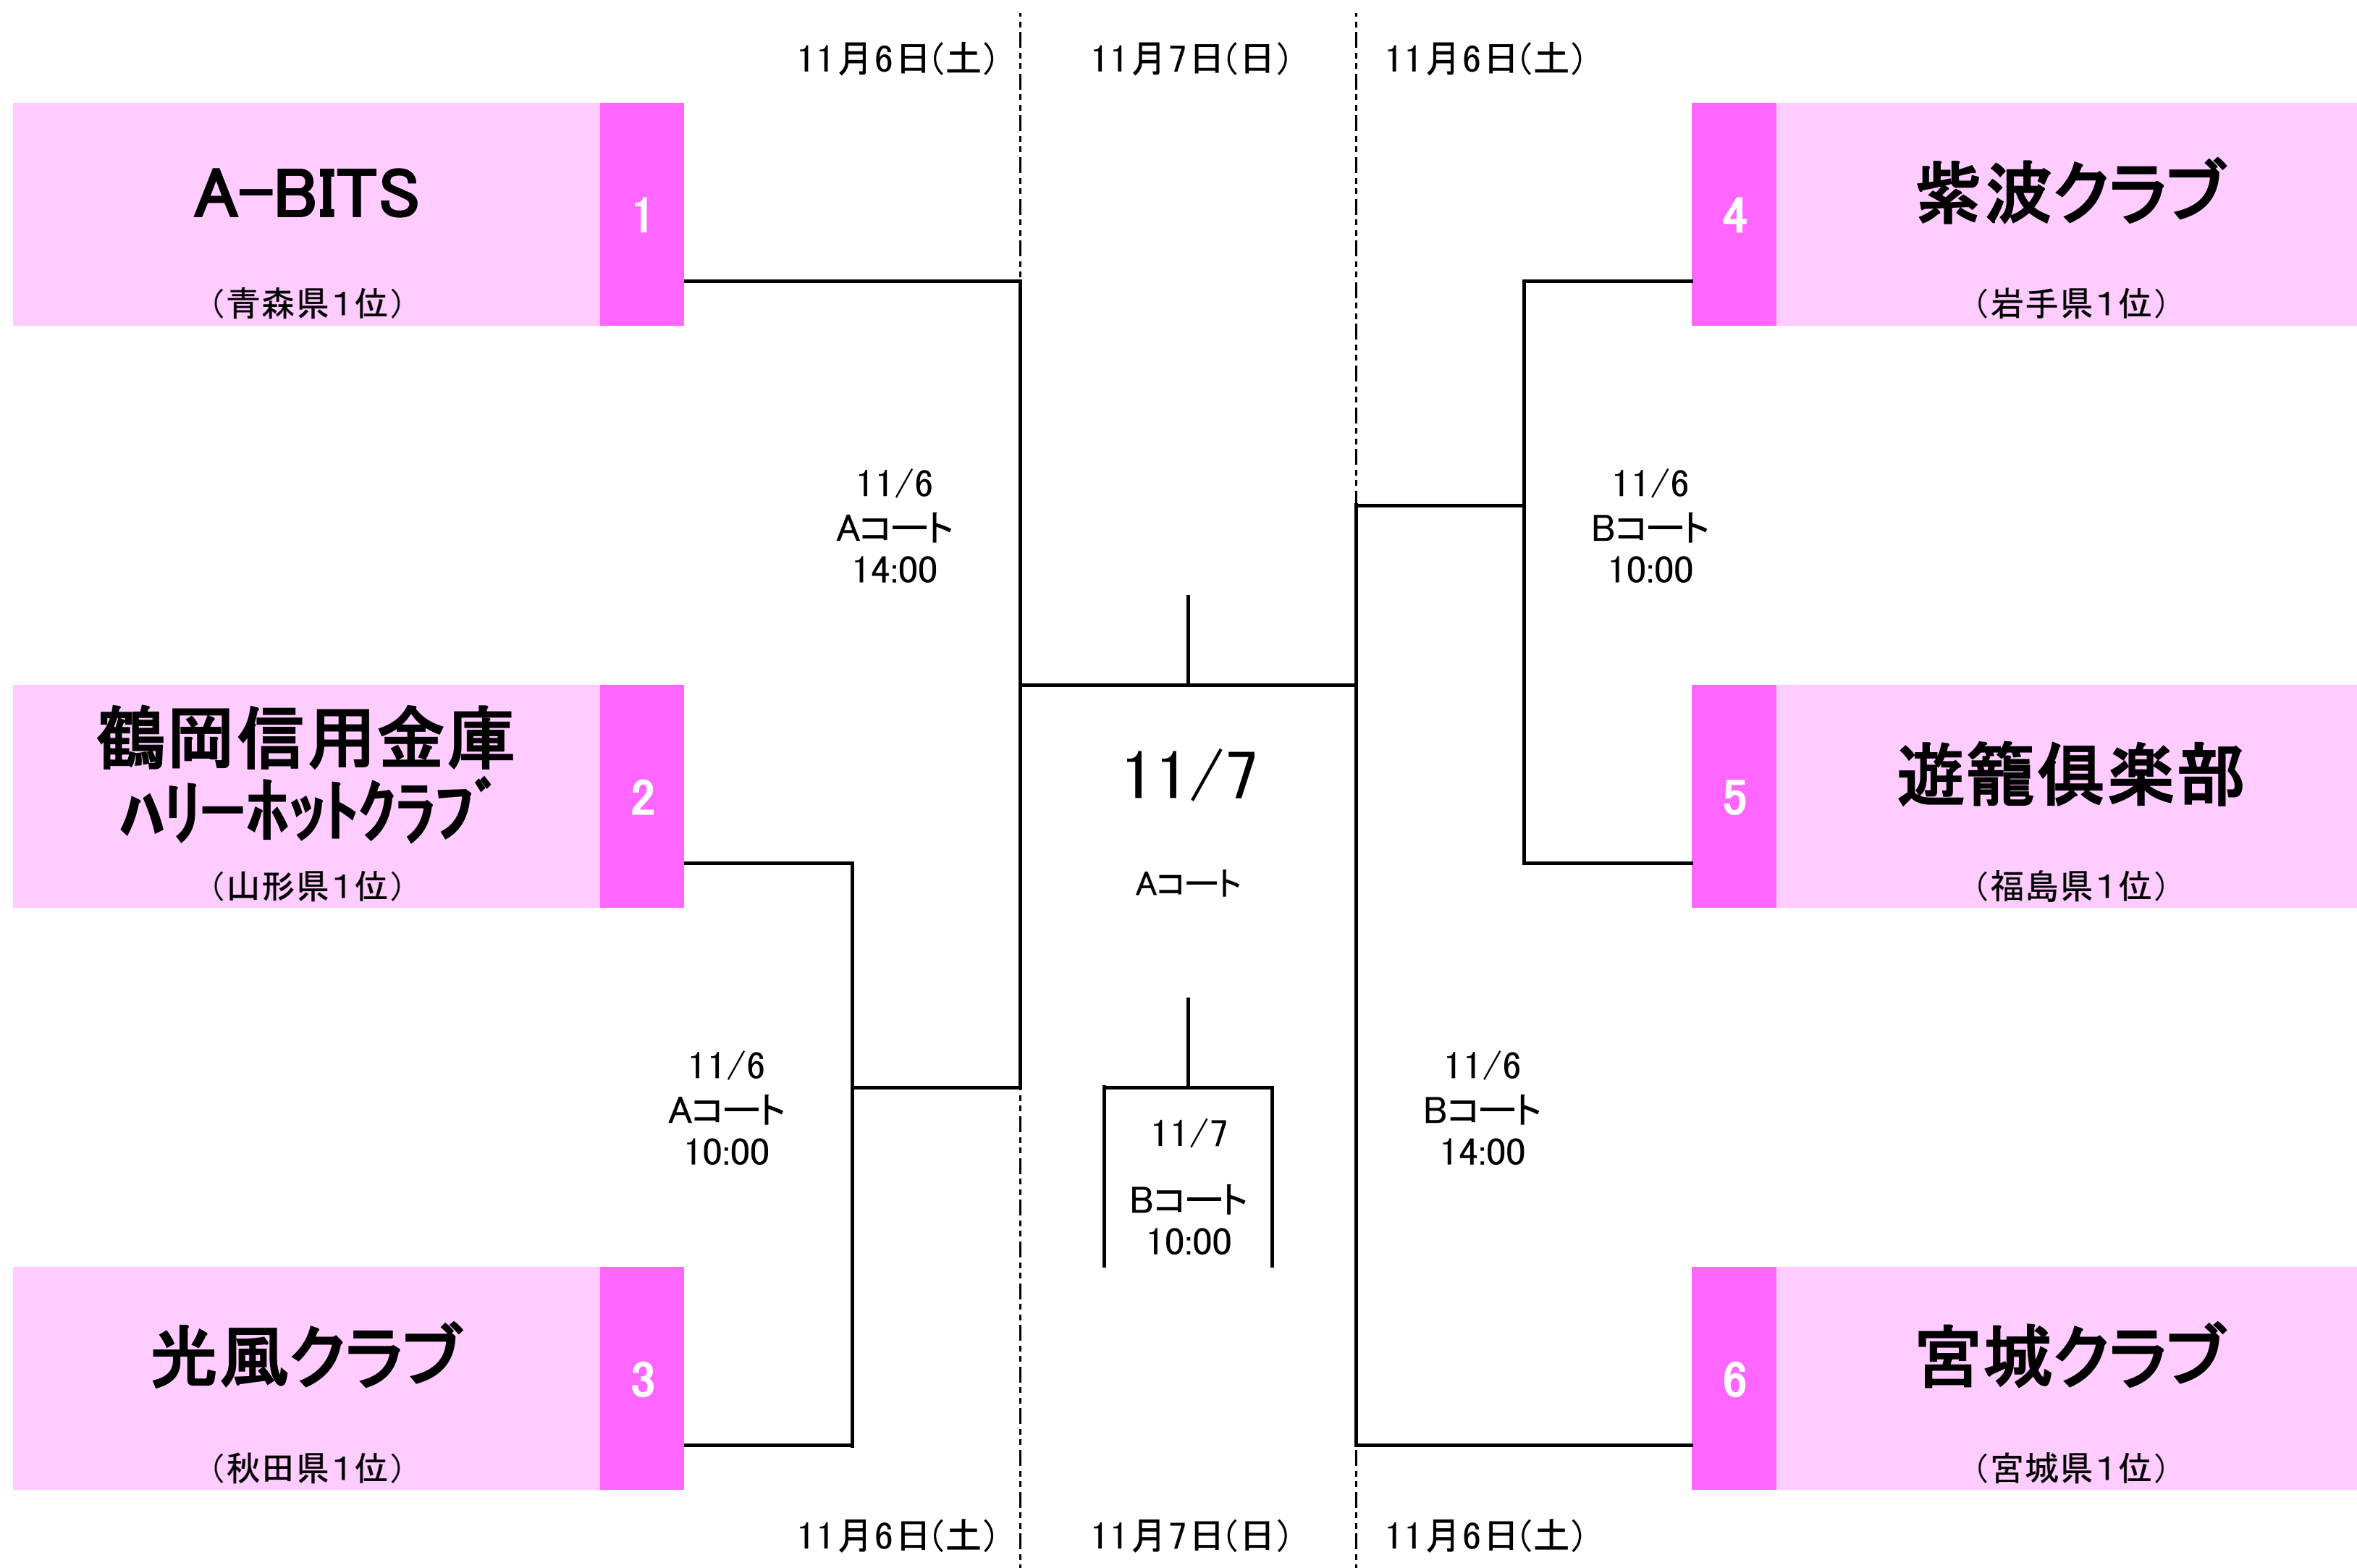 11月6日(土)
11月7日(日)
11月6日(土)
A-BITS
1
(青森県1位)
4
紫波クラブ
(岩手県1位)
11/6
Aコート
14:00
11/6
Bコート
10:00
鶴岡信用金庫
ハリーホットクラブ
2
(山形県1位)
11/7
Aコート
5
遊籠倶楽部
(福島県1位)
11/6
Aコート
10:00
11/7
Bコート
10:00
11/6
Bコート
14:00
光風クラブ
3
(秋田県1位)
6
宮城クラブ
(宮城県1位)
11月6日(土)
11月7日(日)
11月6日(土)